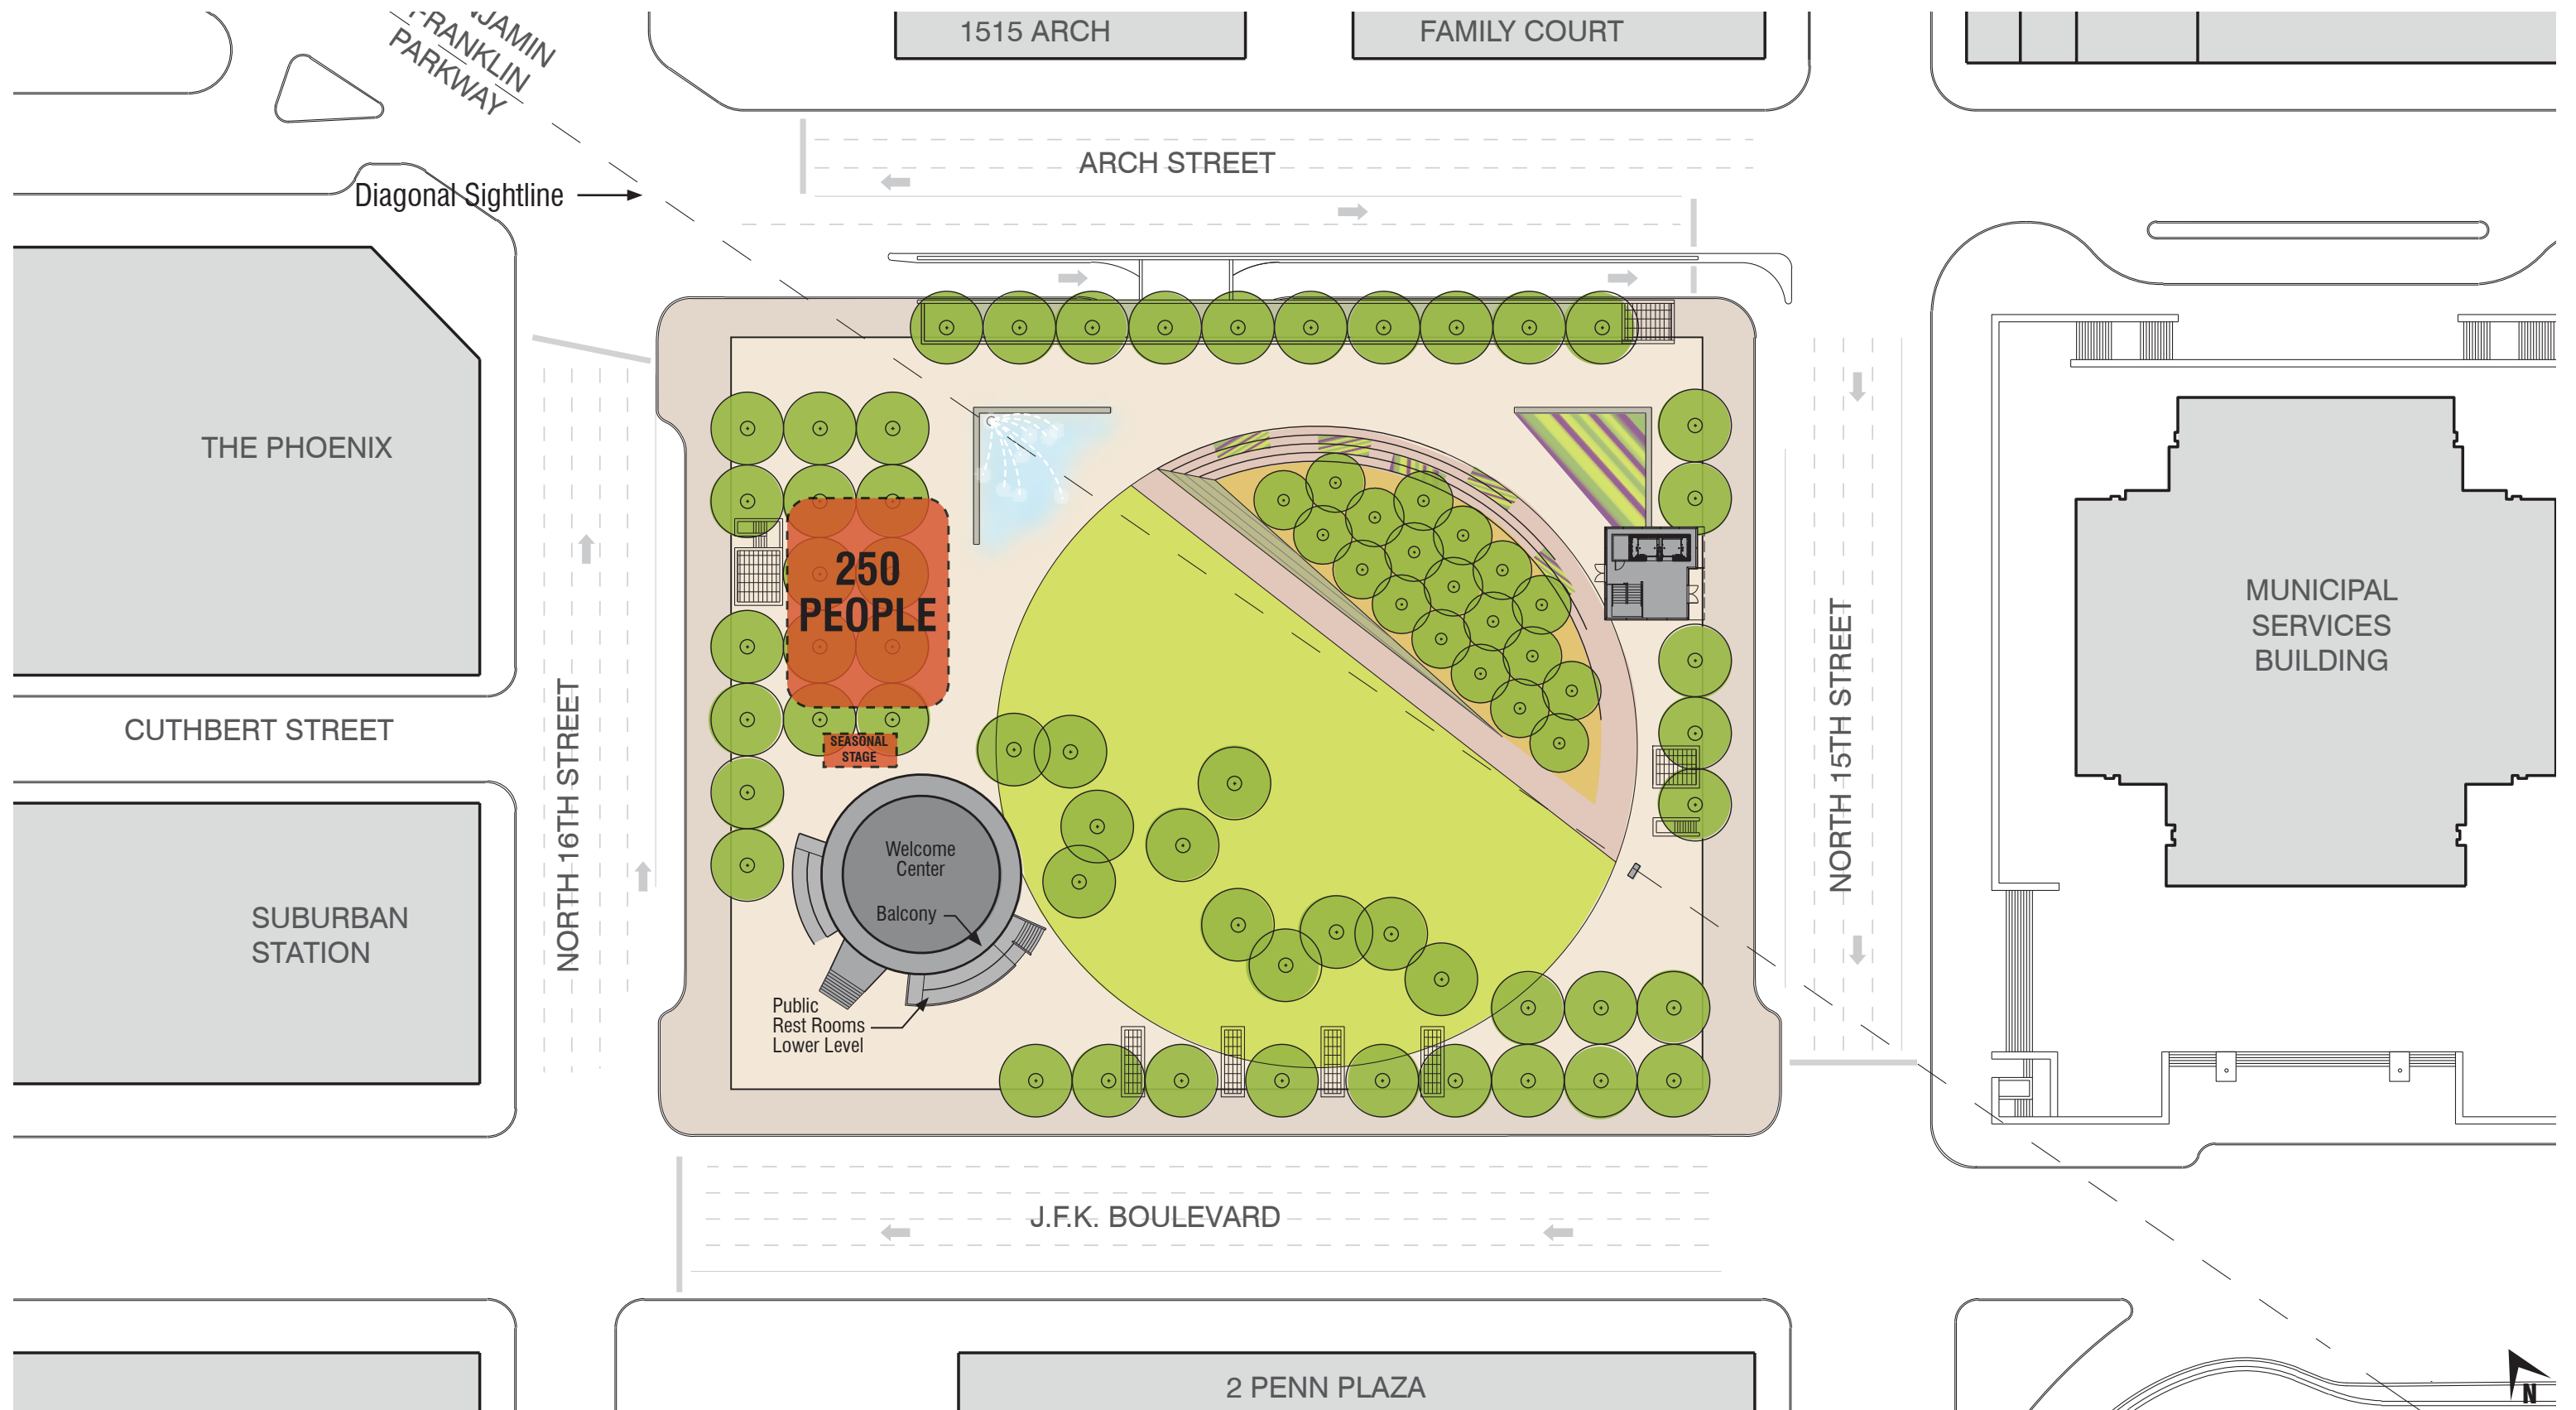 1515 ARCH
FAMILY COURT
FRANKLIN
PARKWAY
ARCH STREET
Diagonal Sightline
THE PHOENIX
250
PEOPLE
MUNICIPAL
SERVICES
BUILDING
CUTHBERT STREET
NORTH 16TH STREET
NORTH 15TH STREET
SEASONAL
STAGE
Welcome
Center
Balcony
SUBURBAN
STATION
Public
Rest Rooms
Lower Level
J.F.K. BOULEVARD
2 PENN PLAZA
N